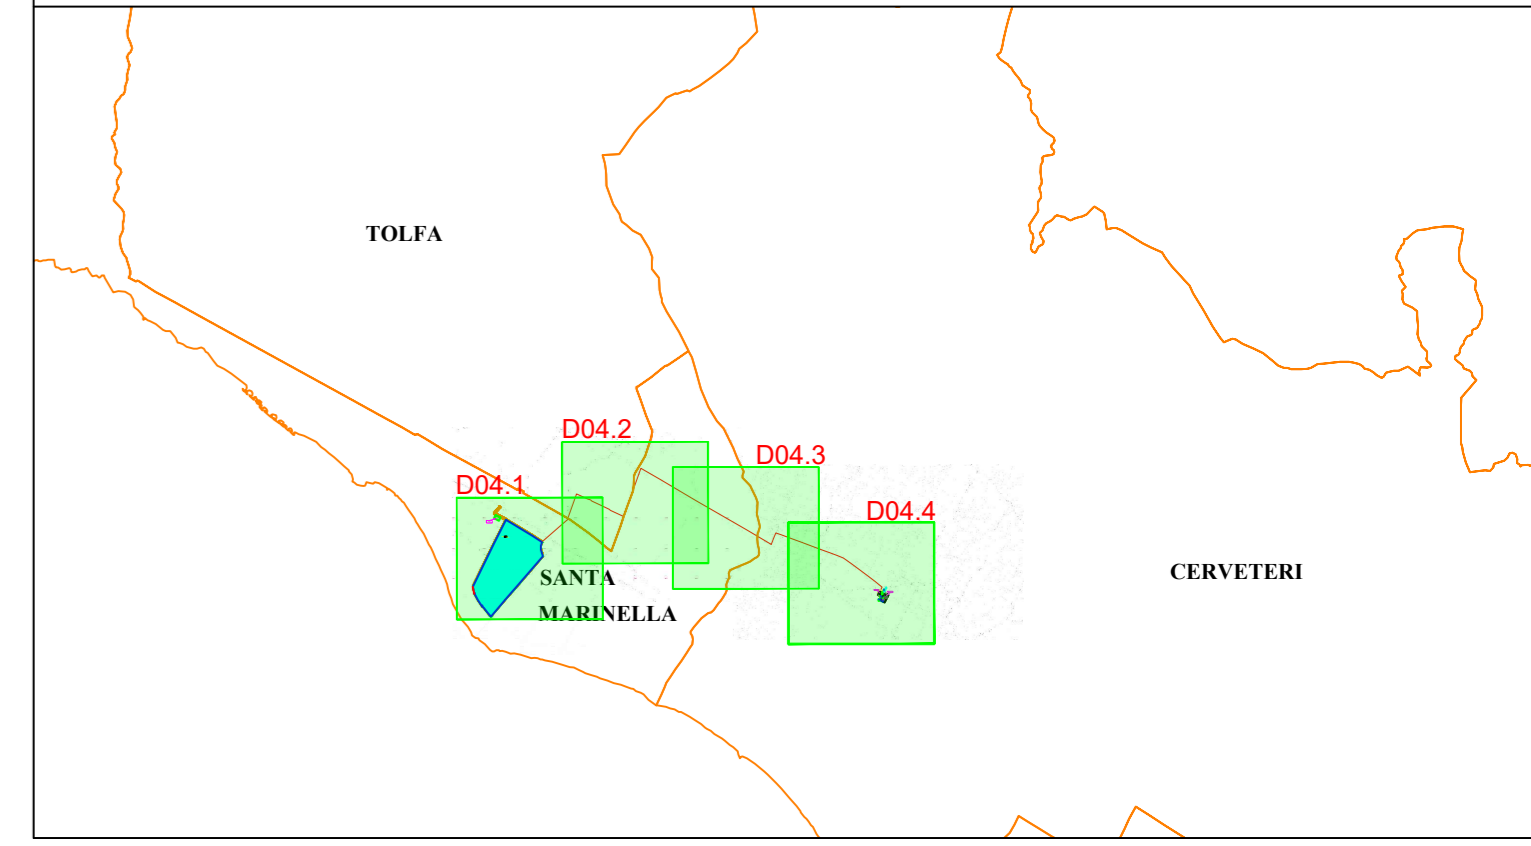 TOLFA
D04.2
D04.3
D04.1
D04.4
SANTA
MARINELLA
CERVETERI